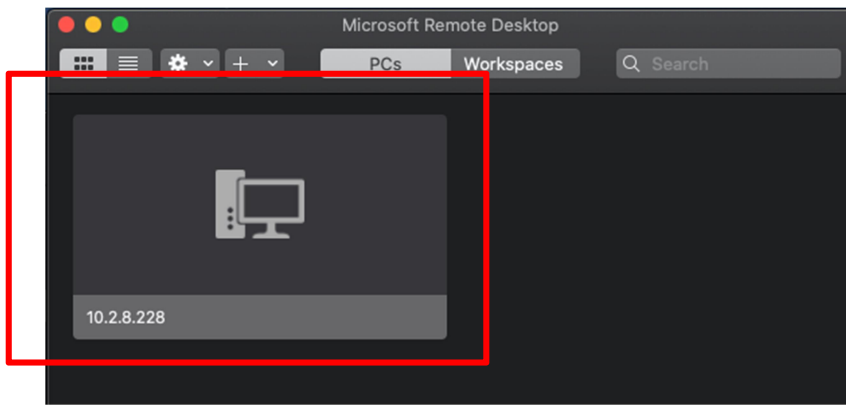 Microsoft Remote Desktop
PCs
Workspaces
Search
10.2.8.228